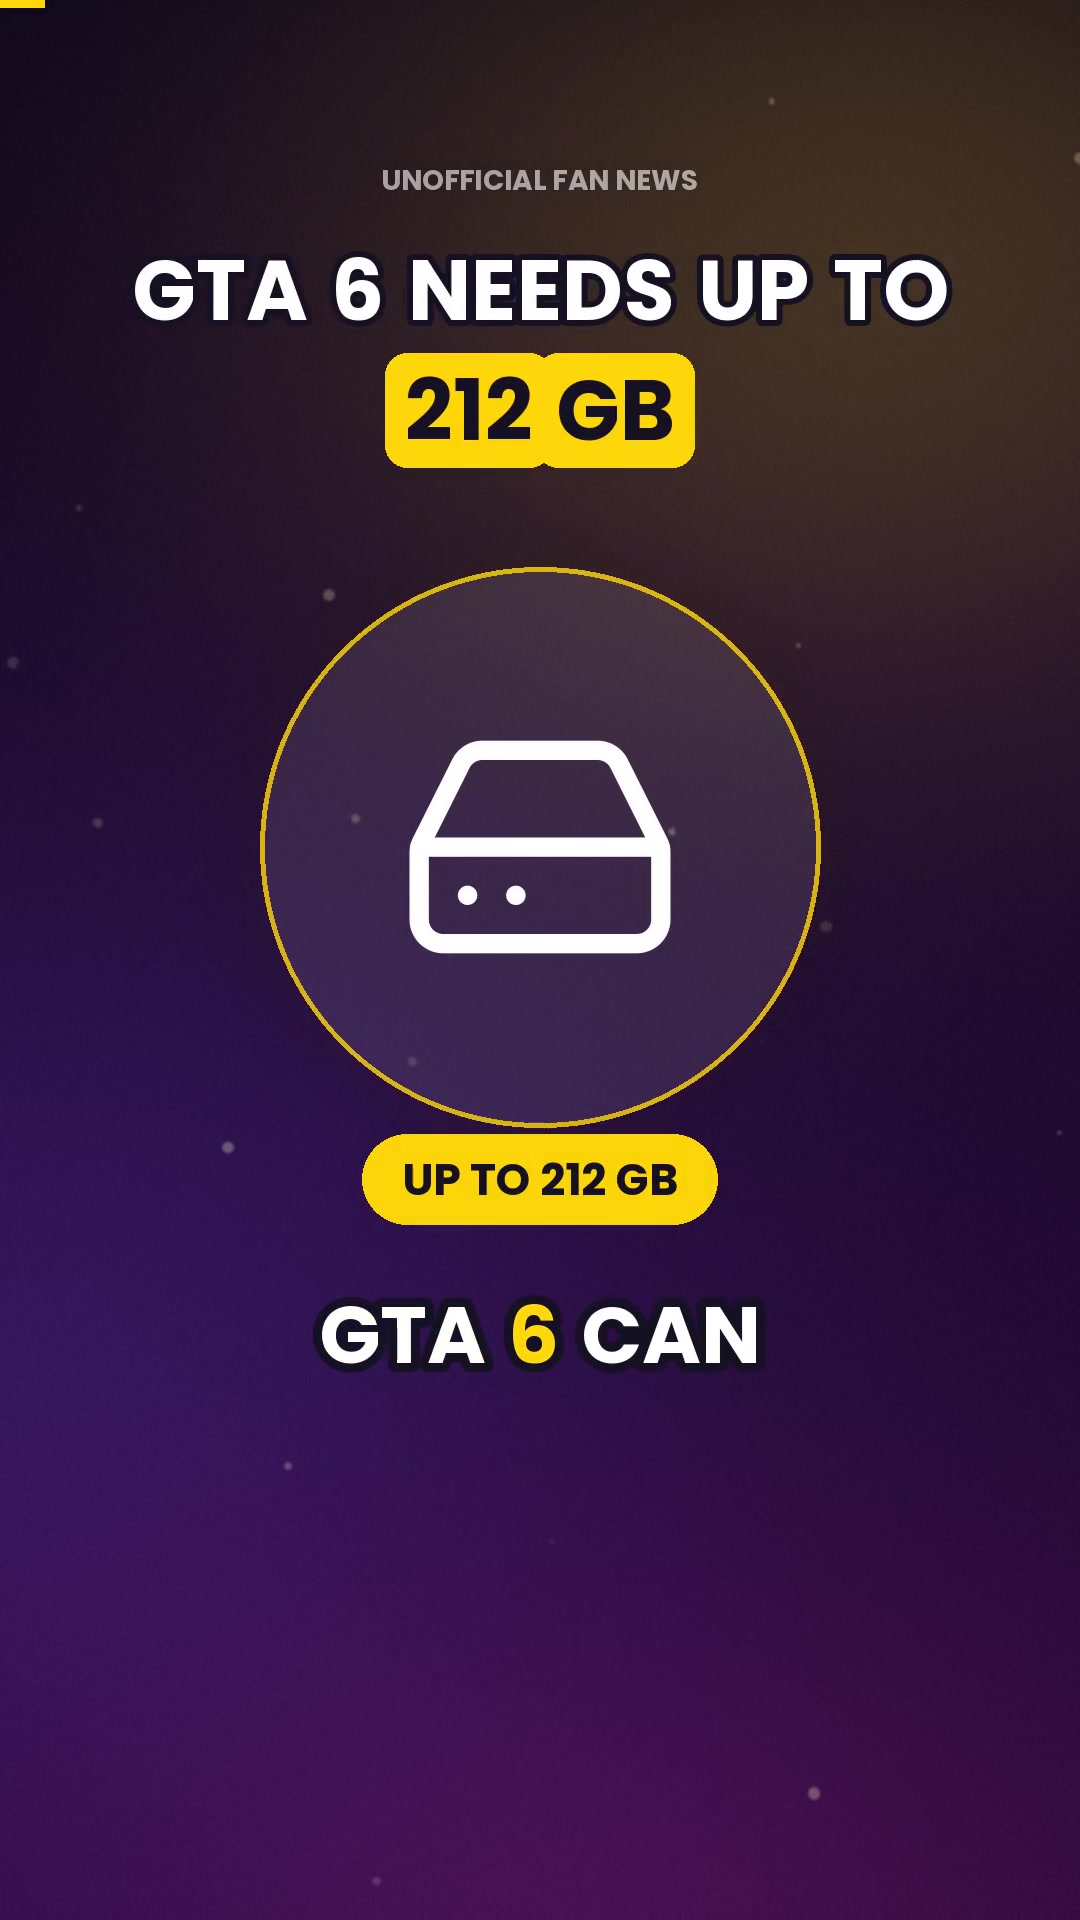 UNOFFICIAL FAN NEWS
GTA 6 NEEDS UP TO
212 GB
UP TO 212 GB
GTA 6 CAN